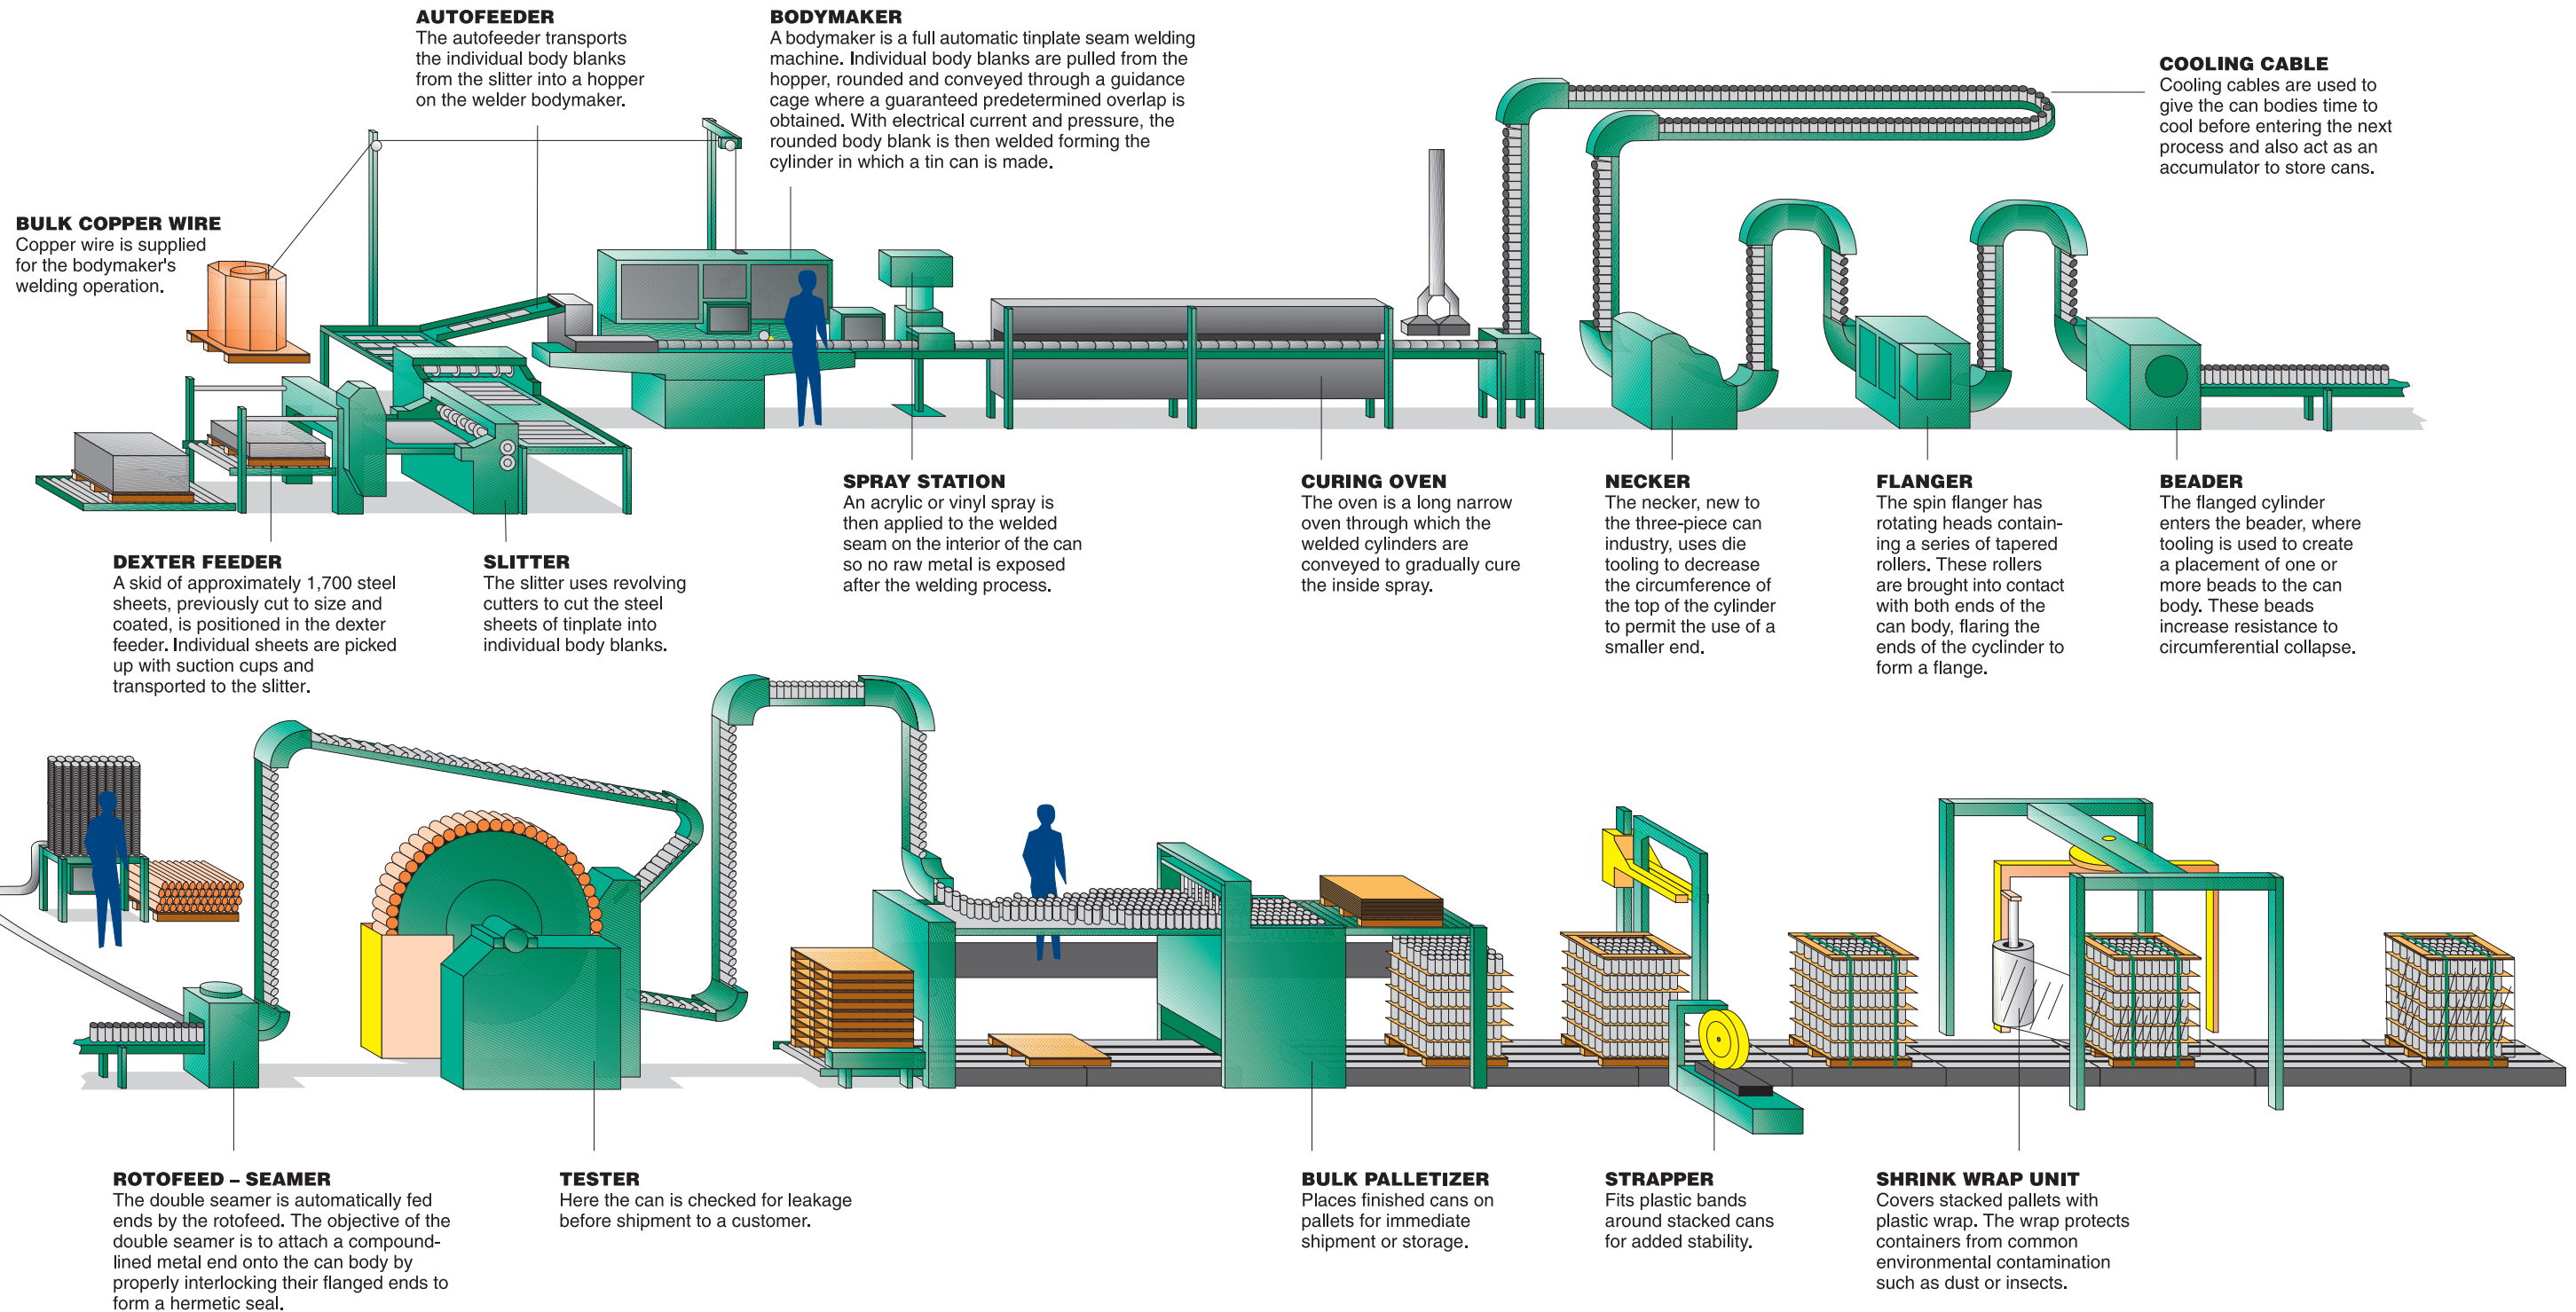 AUTOFEEDER
The autofeeder transports
the individual body blanks
from the slitter into a hopper
on the welder bodymaker.
BODYMAKER
A bodymaker is a full automatic tinplate seam welding
machine. Individual body blanks are pulled from the
hopper, rounded and conveyed through a guidance
cage where a guaranteed predetermined overlap is
obtained. With electrical current and pressure, the
rounded body blank is then welded forming the
cylinder in which a tin can is made.
COOLING CABLE
Cooling cables are used to
give the can bodies time to
cool before entering the next
process and also act as an
accumulator to store cans.
BULK COPPER WIRE
Copper wire is supplied
for the bodymaker's
welding operation.
DEXTER FEEDER
A skid of approximately 1,700 steel
sheets, previously cut to size and
coated, is positioned in the dexter
feeder. Individual sheets are picked
up with suction cups and
transported to the slitter.
SLITTER
The slitter uses revolving
cutters to cut the steel
sheets of tinplate into
individual body blanks.
SPRAY STATION
An acrylic or vinyl spray is
then applied to the welded
seam on the interior of the can
so no raw metal is exposed
after the welding process.
CURING OVEN
The oven is a long narrow
oven through which the
welded cylinders are
conveyed to gradually cure
the inside spray.
NECKER
The necker, new to
the three-piece can
industry, uses die
tooling to decrease
the circumference of
the top of the cylinder
to permit the use of a
smaller end.
FLANGER
The spin flanger has
rotating heads contain-
ing a series of tapered
rollers. These rollers
are brought into contact
with both ends of the
can body, flaring the
ends of the cyclinder to
form a flange.
BEADER
The flanged cylinder
enters the beader, where
tooling is used to create
a placement of one or
more beads to the can
body. These beads
increase resistance to
circumferential collapse.
ROTOFEED – SEAMER
The double seamer is automatically fed
ends by the rotofeed. The objective of the
double seamer is to attach a compound-
lined metal end onto the can body by
properly interlocking their flanged ends to
form a hermetic seal.
TESTER
Here the can is checked for leakage
before shipment to a customer.
BULK PALLETIZER
Places finished cans on
pallets for immediate
shipment or storage.
STRAPPER
Fits plastic bands
around stacked cans
for added stability.
SHRINK WRAP UNIT
Covers stacked pallets with
plastic wrap. The wrap protects
containers from common
environmental contamination
such as dust or insects.